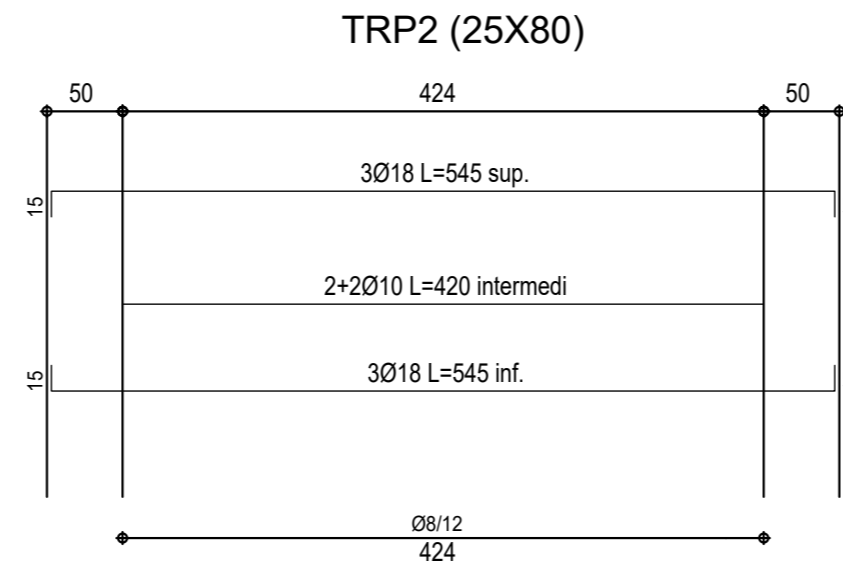 TRP2 (25X80)
50 424 50
3Ø18 L=545 sup.
15
2+2Ø10 L=420 intermedi
3Ø18 L=545 inf.
15
Ø8/12
424